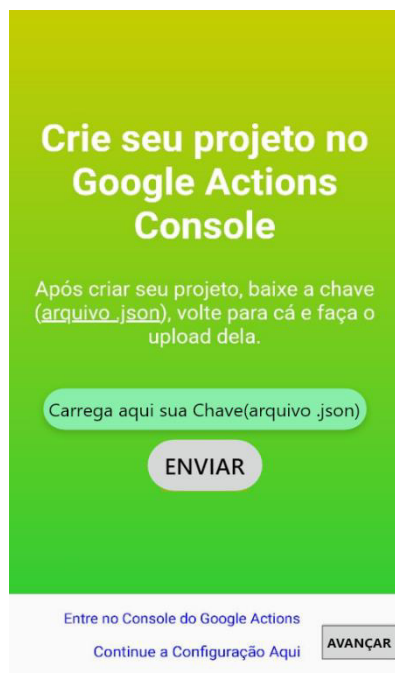 Crie seu projeto no
Google Actions
Console
Após criar seu projeto, baixe a chave
(arquivo .json), volte para cá e faça o
upload dela.
Carrega aqui sua Chave(arquivo .json)
ENVIAR
Entre no Console do Google Actions
Continue a Configuração Aqui
AVANÇAR